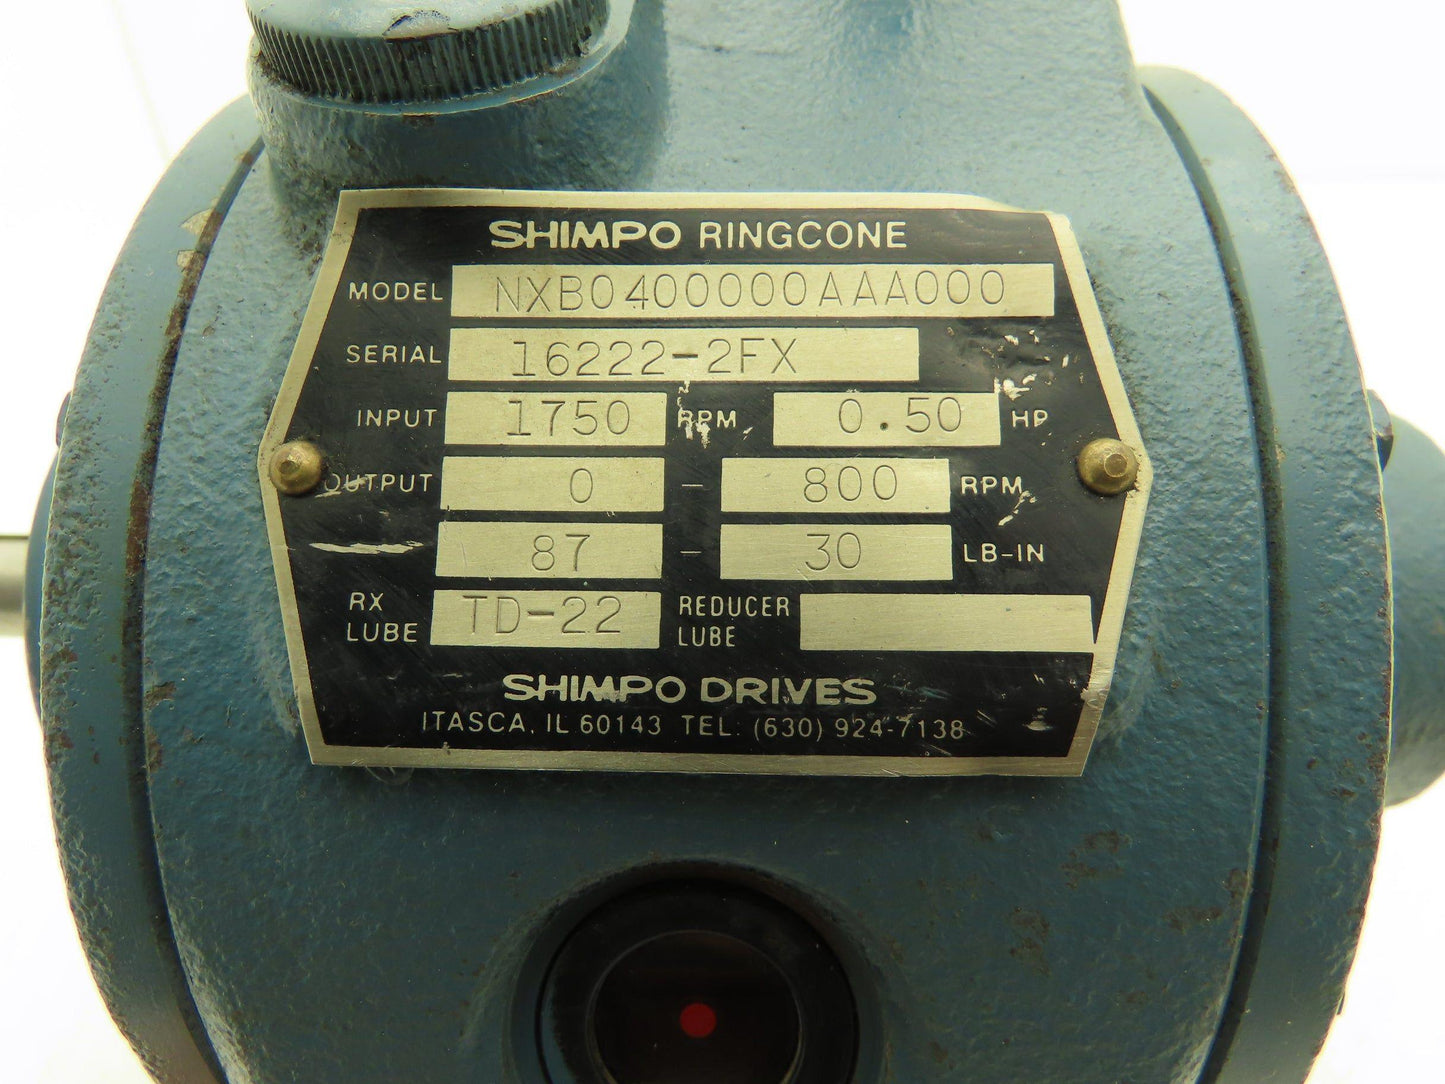 SHIMPO RINGCONE
MODEL NXB0400000AAA000
SERIAL 16222-2FX
INPUT 1750 RPM 0.50 HP
OUTPUT 0 - 800 RPM
87 - 30 LB-IN
RX LUBE TD-22 REDUCER LUBE
SHIMPO DRIVES
ITASCA, IL 60143 TEL: (630) 924-7138